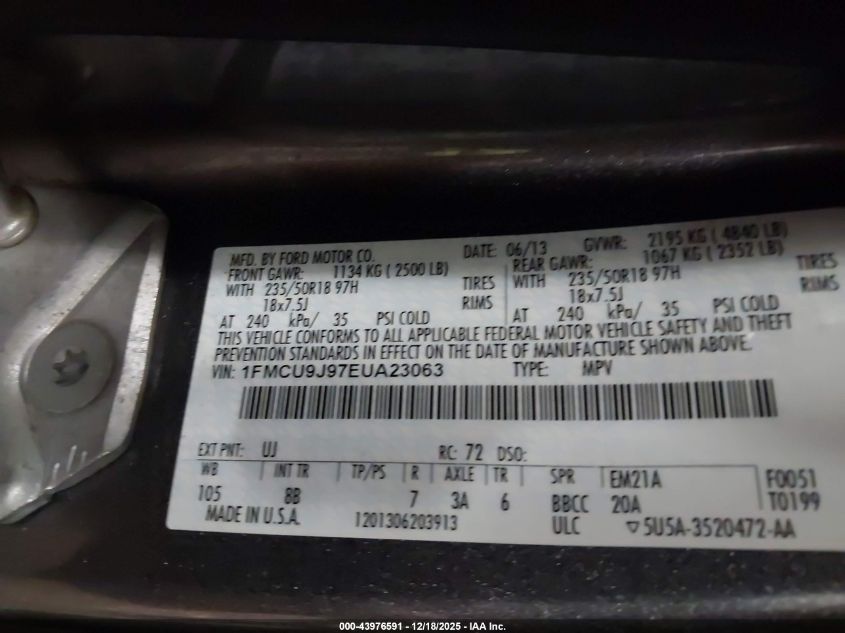 MFD. BY FORD MOTOR CO. DATE: 06/13 GVWR: 2195 KG ( 4840 LB)
FRONT GAWR: 1134 KG ( 2500 LB) REAR GAWR: 1067 KG ( 2352 LB)
WITH 235/50R18 97H TIRES WITH 235/50R18 97H TIRES
18x7.5J RIMS 18x7.5J RIMS
AT 240 kPa/ 35 PSI COLD AT 240 kPa/ 35 PSI COLD
THIS VEHICLE CONFORMS TO ALL APPLICABLE FEDERAL MOTOR VEHICLE SAFETY AND THEFT
PREVENTION STANDARDS IN EFFECT ON THE DATE OF MANUFACTURE SHOWN ABOVE.
VIN: 1FMCU9J97EUA23063 TYPE: MPV
EXT PNT: UJ RC: 72 DSO:
WB INT TR TP/PS R AXLE TR SPR EM21A F0051
105 8B 7 3A 6 BBCC 20A T0199
MADE IN U.S.A. 1201306203913 ULC ▽5U5A-3520472-AA
000-43976591 - 12/18/2025 - IAA Inc.